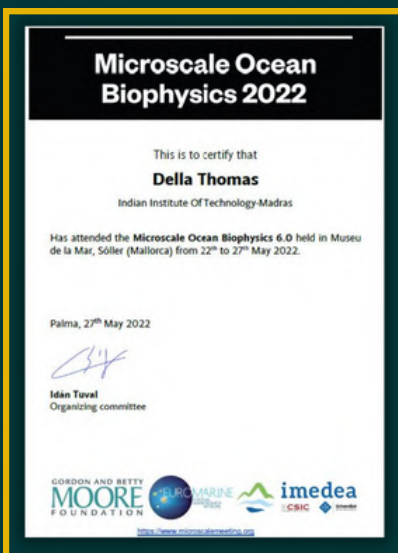 Microscale Ocean
Biophysics 2022
This is to certify that
Della Thomas
Indian Institute Of Technology-Madras
Has attended the Microscale Ocean Biophysics 6.0 held in Museu
de la Mar, Sóller (Mallorca) from 22th to 27th May 2022.
Palma, 27th May 2022
Idán Tuval
Organizing committee
GORDON AND BETTY
MOORE
FOUNDATION
EUROMARINE
imedea
CSIC
https://www.microscalemeeting.org